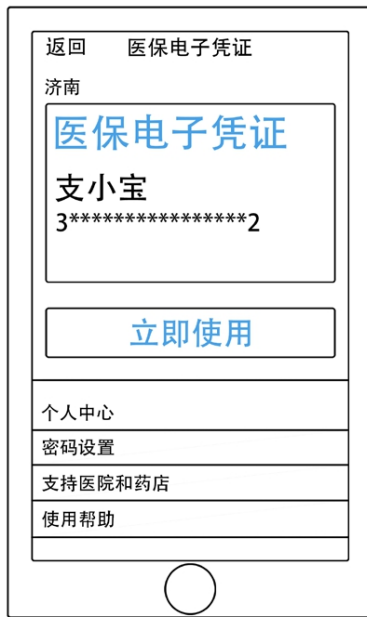 返回 医保电子凭证
济南
医保电子凭证
支小宝
3****************2
立即使用
个人中心
密码设置
支持医院和药店
使用帮助